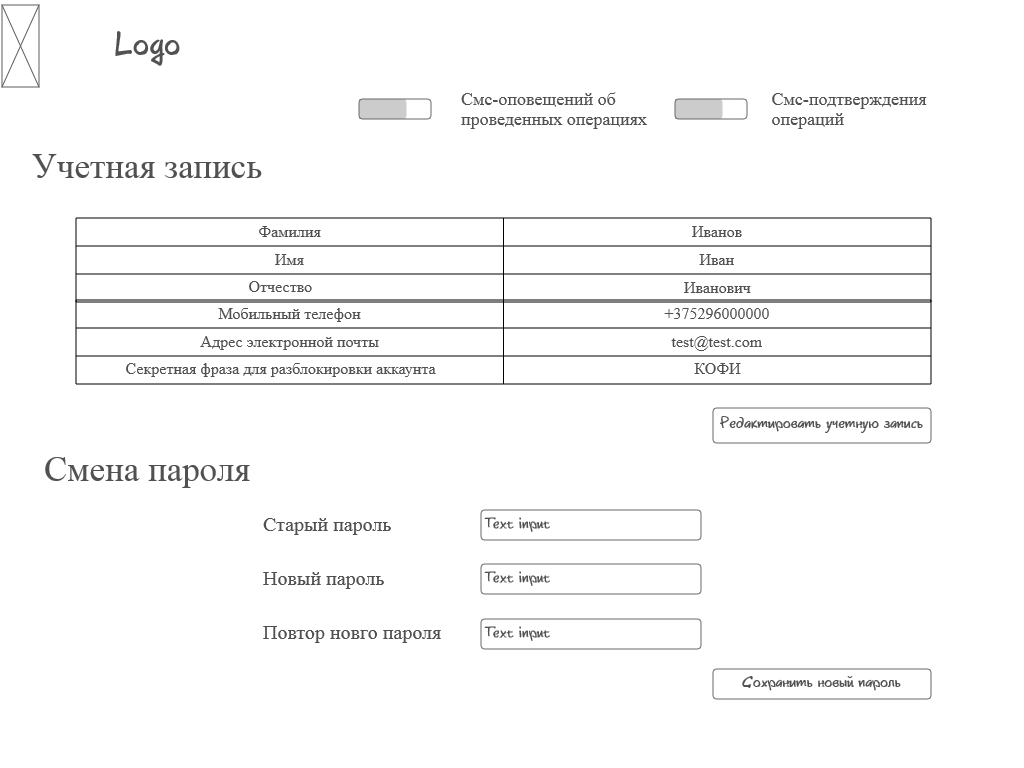 Logo
Смс-оповещений об
проведенных операциях
Смс-подтверждения
операций
Учетная запись
Фамилия Иванов
Имя Иван
Отчество Иванович
Мобильный телефон +375296000000
Адрес электронной почты test@test.com
Секретная фраза для разблокировки аккаунта КОФИ
Редактировать учетную запись
Смена пароля
Старый пароль Text input
Новый пароль Text input
Повтор новго пароля Text input
Сохранить новый пароль